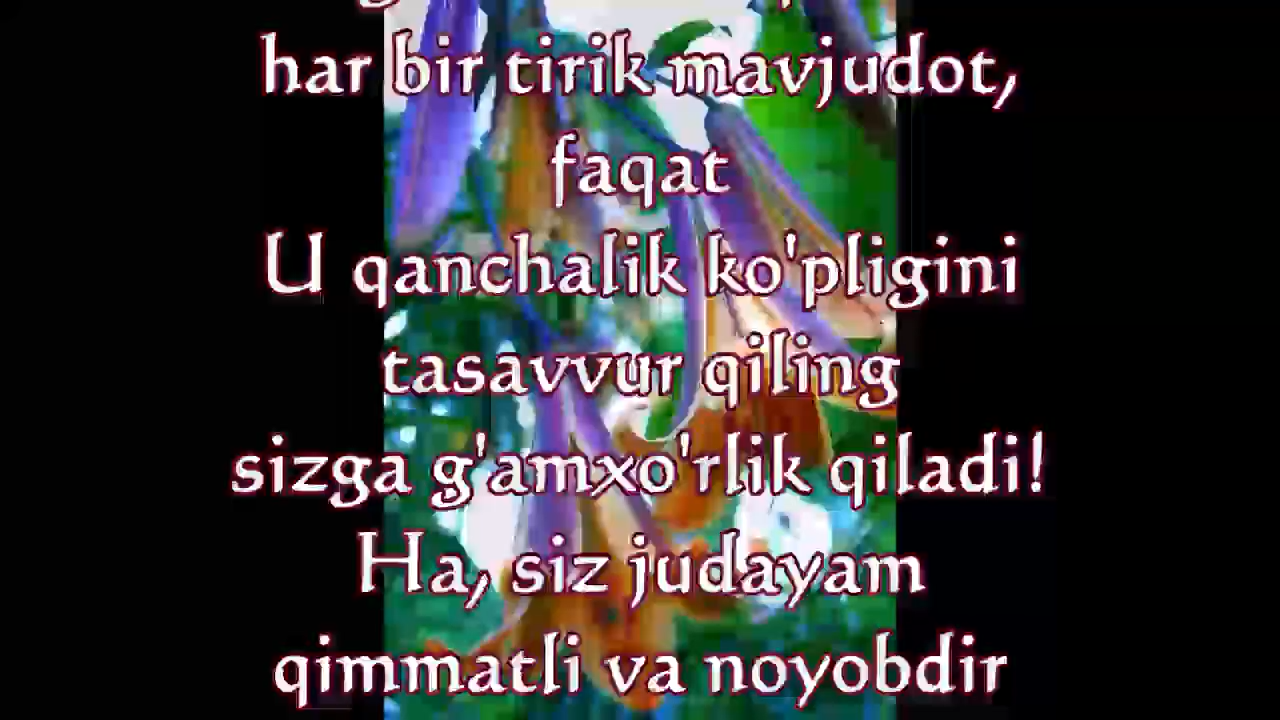 har bir tirik mavjudot,
faqat
U qanchalik ko'pligini
tasavvur qiling
sizga g'amxo'rlik qiladi!
Ha, siz judayam
qimmatli va noyobdir